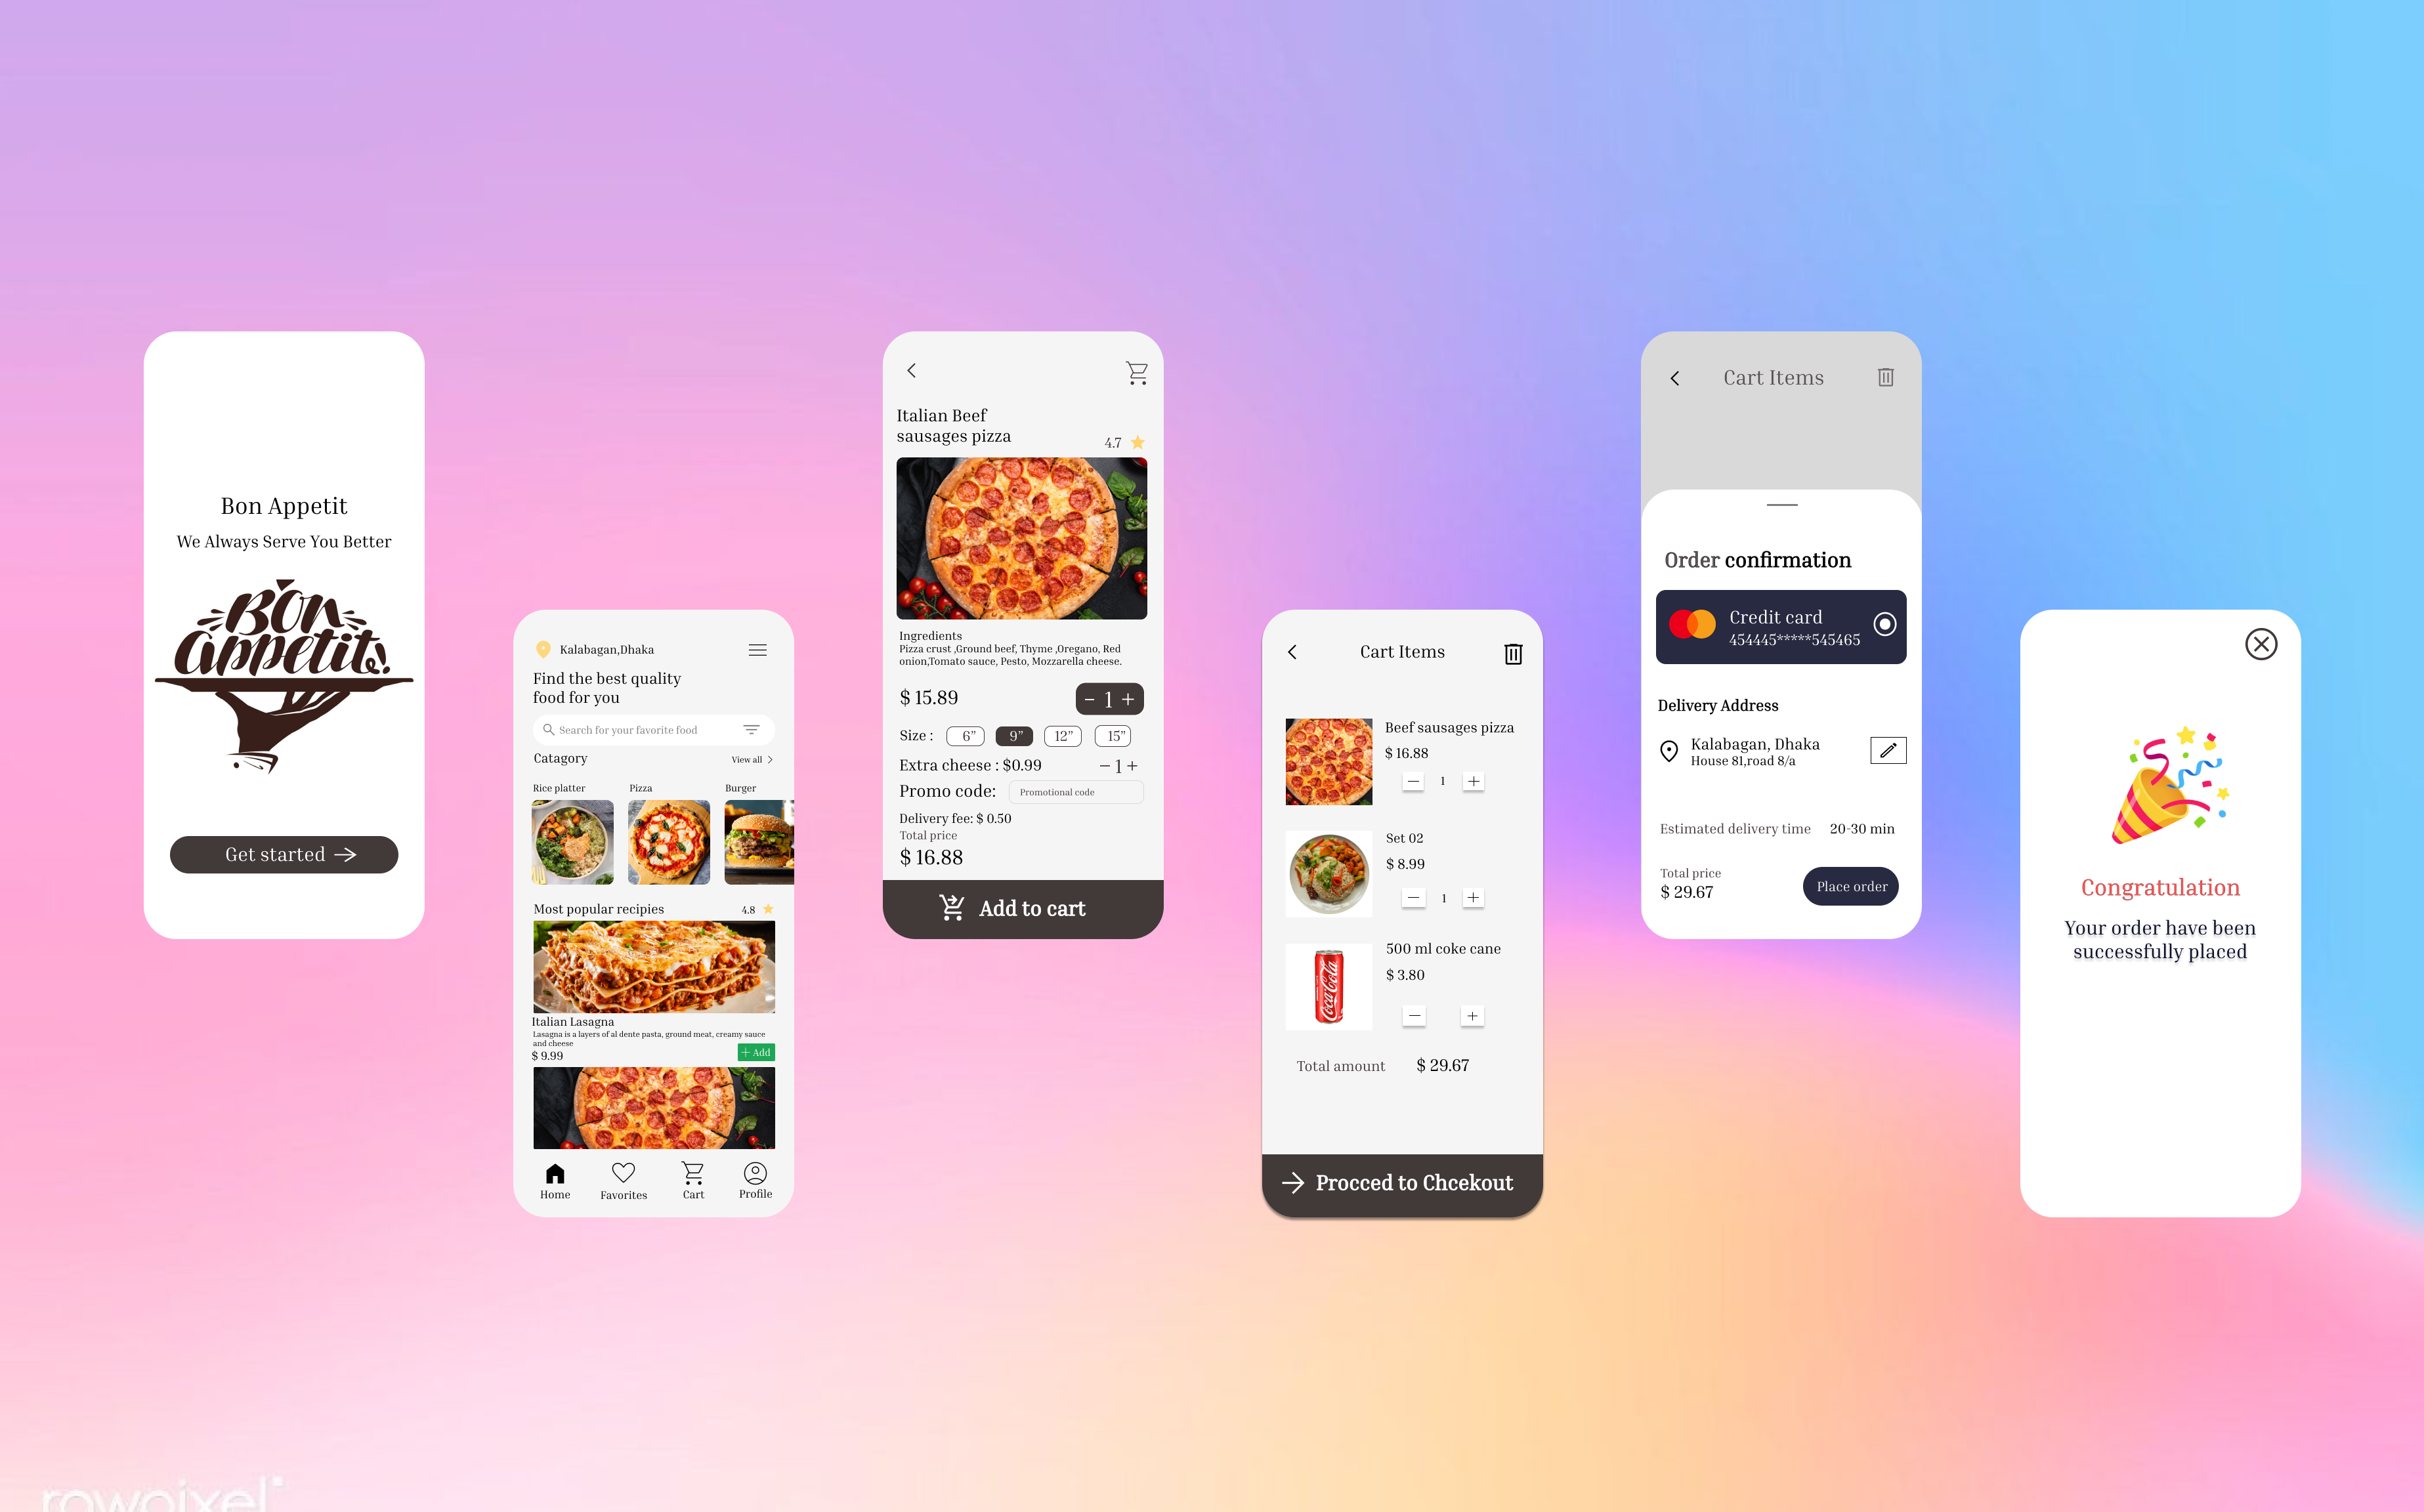 Bon Appetit
We Always Serve You Better
Bon
appetit!
Get started
Kalabagan,Dhaka
Find the best quality
food for you
Search for your favorite food
Catagory
View all
Rice platter
Pizza
Burger
Most popular recipies
4.8
Italian Lasagna
Lasagna is a layers of al dente pasta, ground meat, creamy sauce
and cheese
$ 9.99
+ Add
Home
Favorites
Cart
Profile
Italian Beef
sausages pizza
4.7
Ingredients
Pizza crust ,Ground beef, Thyme ,Oregano, Red
onion,Tomato sauce, Pesto, Mozzarella cheese.
$ 15.89
− 1 +
Size :
6”
9”
12”
15”
Extra cheese : $0.99
− 1 +
Promo code:
Promotional code
Delivery fee: $ 0.50
Total price
$ 16.88
Add to cart
Cart Items
Beef sausages pizza
$ 16.88
− 1 +
Set 02
$ 8.99
− 1 +
500 ml coke cane
$ 3.80
− +
Coca-Cola
Total amount
$ 29.67
Procced to Chcekout
Cart Items
Order confirmation
Credit card
454445*****545465
Delivery Address
Kalabagan, Dhaka
House 81,road 8/a
Estimated delivery time
20-30 min
Total price
$ 29.67
Place order
Congratulation
Your order have been
successfully placed
rawpixel